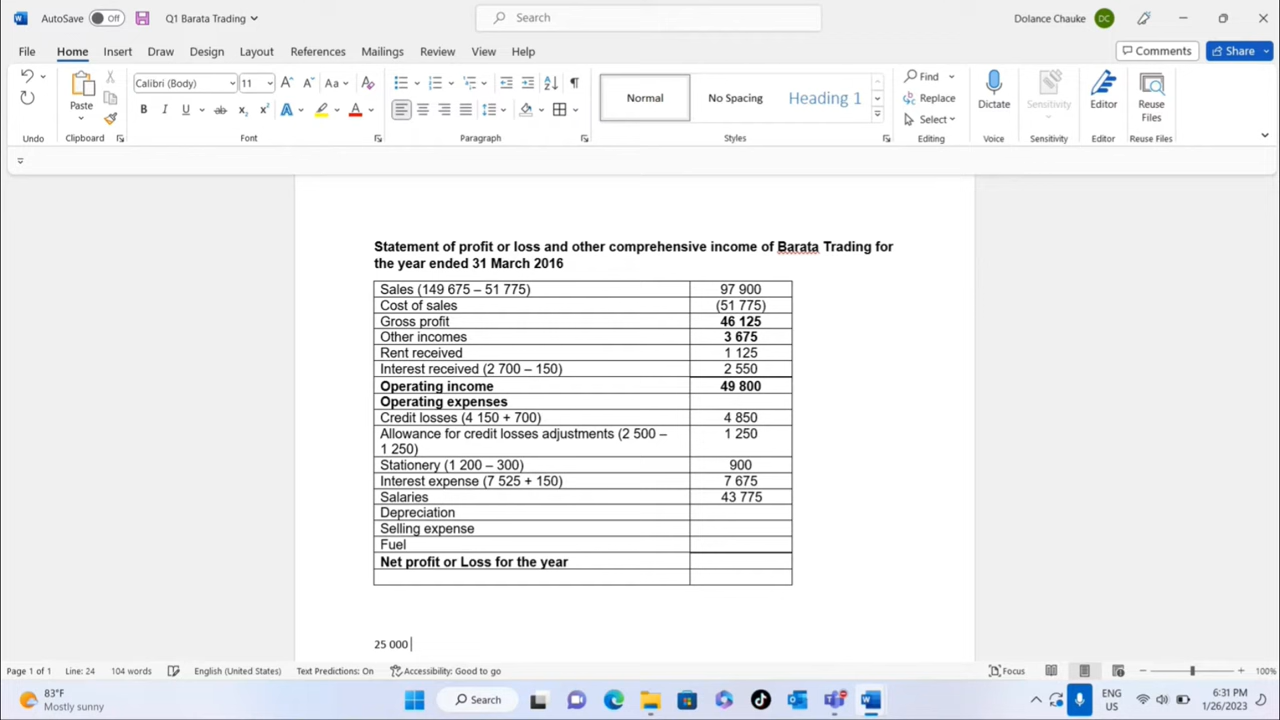 AutoSave Off Q1 Barata Trading Search Dolance Chauke DC
File Home Insert Draw Design Layout References Mailings Review View Help Comments Share
Calibri (Body) 11 A A Aa A
Paste B I U ab x₂ x² A A
Normal No Spacing Heading 1
Find
Replace
Select
Dictate Sensitivity Editor Reuse Files
Undo Clipboard Font Paragraph Styles Editing Voice Sensitivity Editor Reuse Files
Statement of profit or loss and other comprehensive income of Barata Trading for
the year ended 31 March 2016
Sales (149 675 – 51 775) 97 900
Cost of sales (51 775)
Gross profit 46 125
Other incomes 3 675
Rent received 1 125
Interest received (2 700 – 150) 2 550
Operating income 49 800
Operating expenses
Credit losses (4 150 + 700) 4 850
Allowance for credit losses adjustments (2 500 – 1 250
1 250)
Stationery (1 200 – 300) 900
Interest expense (7 525 + 150) 7 675
Salaries 43 775
Depreciation
Selling expense
Fuel
Net profit or Loss for the year
25 000
Page 1 of 1 Line: 24 104 words English (United States) Text Predictions: On Accessibility: Good to go Focus 100%
83°F
Mostly sunny
Search
ENG
US
6:31 PM
1/26/2023